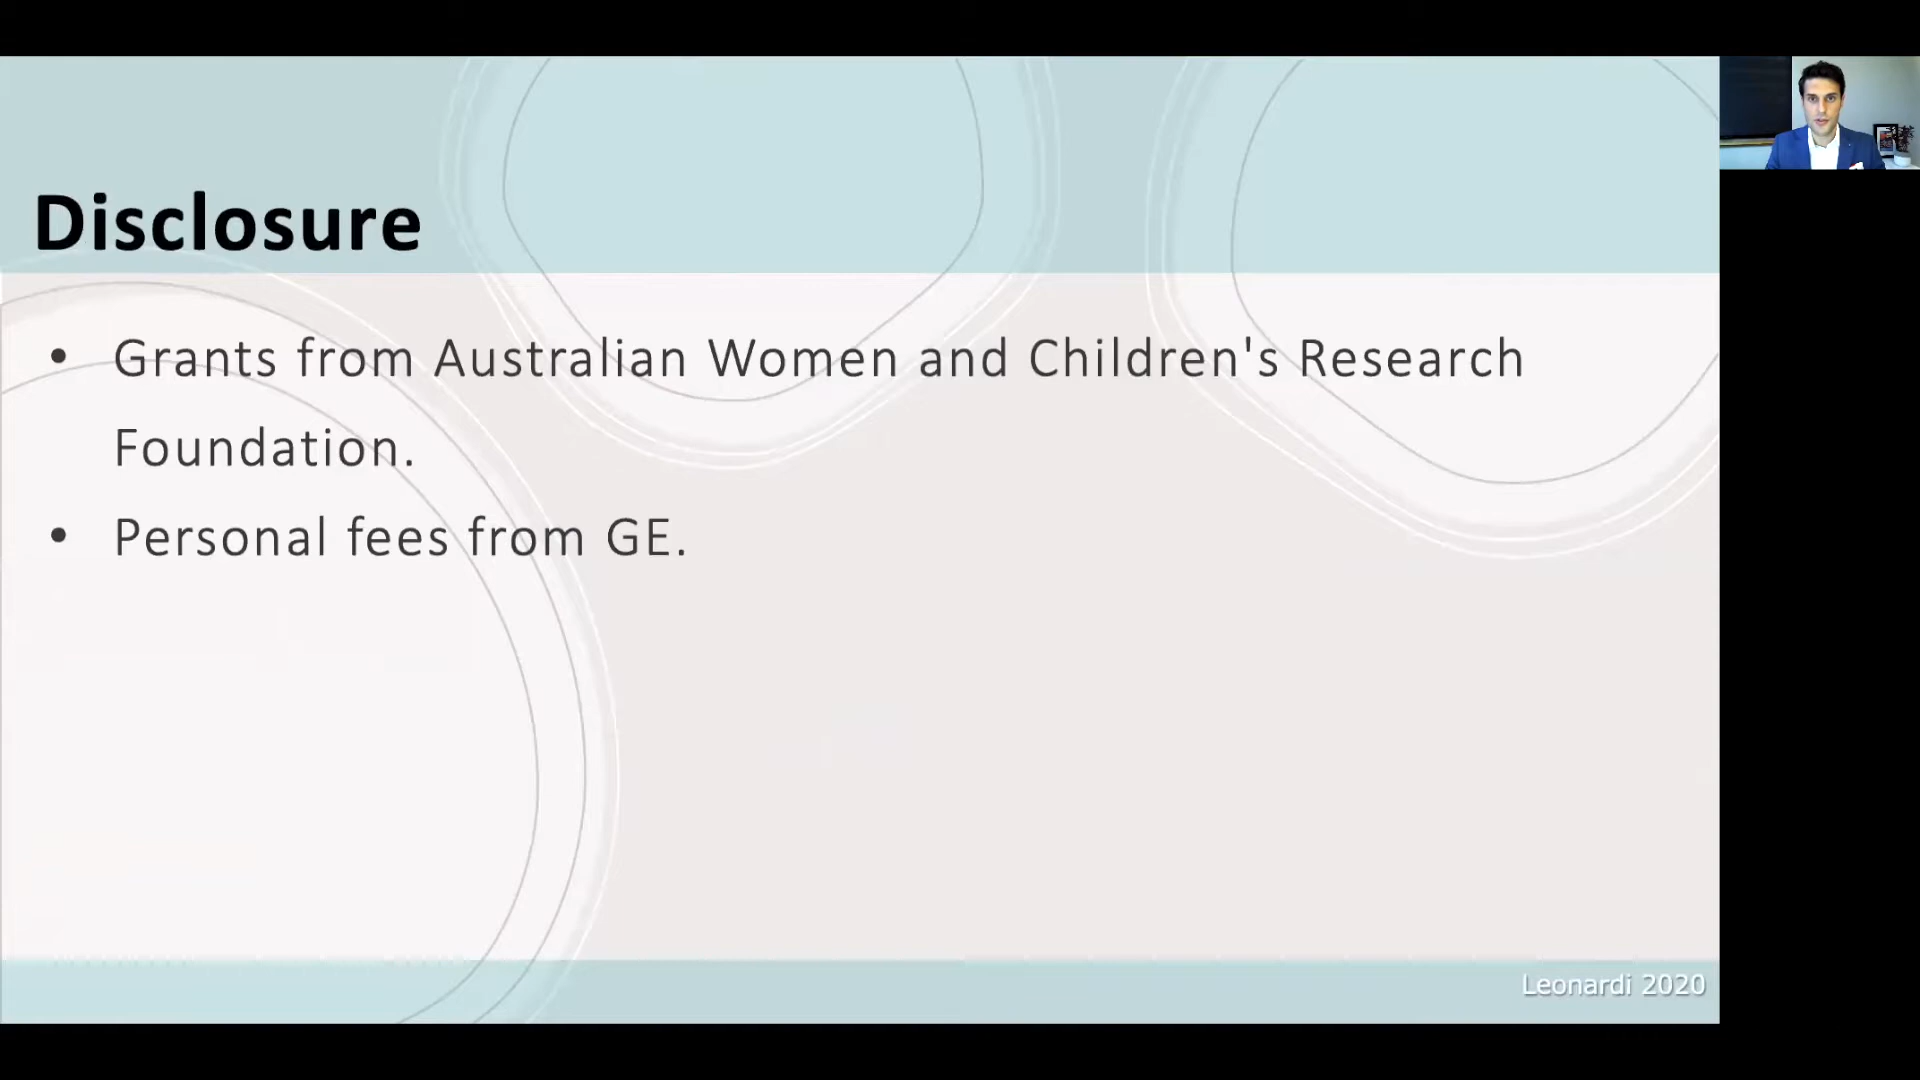 Disclosure
• Grants from Australian Women and Children's Research
Foundation.
• Personal fees from GE.
Leonardi 2020